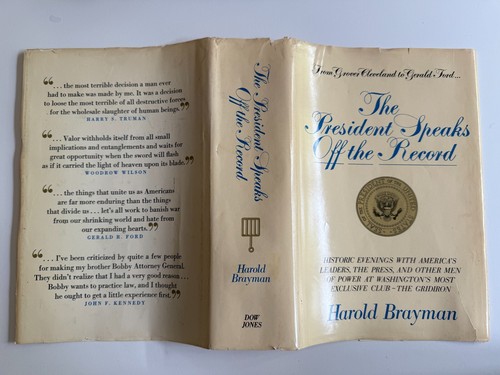 “... the most terrible decision a man ever
had to make was made by me. It was a decision
to loose the most terrible of all destructive forces
for the wholesale slaughter of human beings.”
HARRY S. TRUMAN
“...Valor withholds itself from all small
implications and entanglements and waits for
great opportunity when the sword will flash
as if it carried the light of heaven upon its blade.”
WOODROW WILSON
“... the things that unite us as Americans
are far more enduring than the things
that divide us ... let's all work to banish war
from our shrinking world and hate from
our expanding hearts.”
GERALD R. FORD
“...I've been criticized by quite a few people
for making my brother Bobby Attorney General.
They didn't realize that I had a very good reason...
Bobby wants to practice law, and I thought
he ought to get a little experience first.”
JOHN F. KENNEDY
The President Speaks
Off the Record
Harold
Brayman
DOW
JONES
From Grover Cleveland to Gerald Ford...
The
President Speaks
Off the Record
HISTORIC EVENINGS WITH AMERICA'S
LEADERS, THE PRESS, AND OTHER MEN
OF POWER AT WASHINGTON'S MOST
EXCLUSIVE CLUB—THE GRIDIRON
Harold Brayman